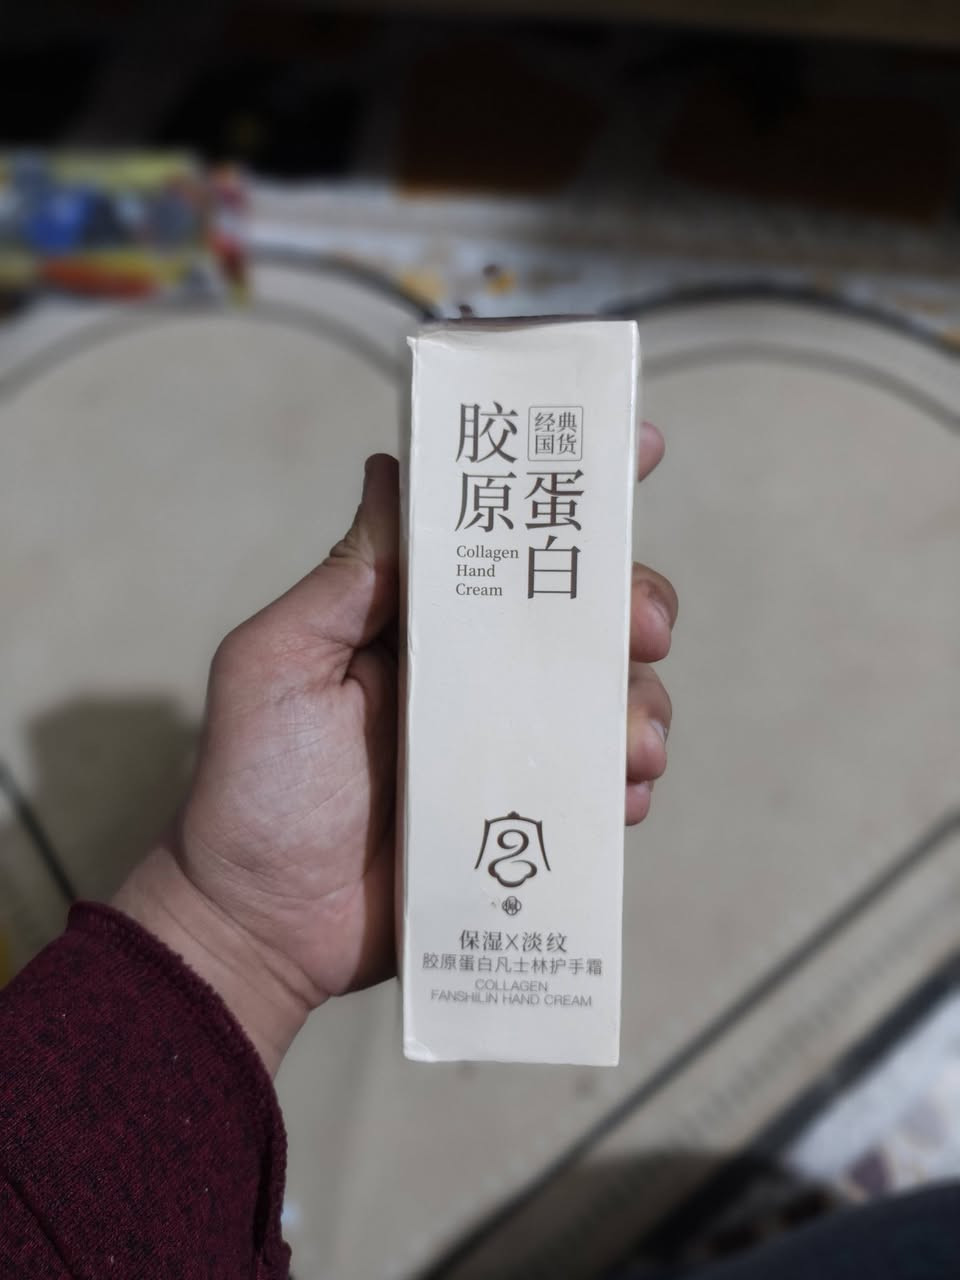 胶原
经典
国货
蛋白
Collagen
Hand
Cream
保湿X淡纹
胶原蛋白凡士林护手霜
COLLAGEN
FANSHILIN HAND CREAM